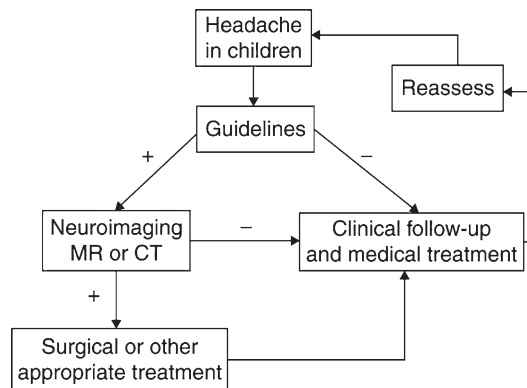 Headache
in children
Reassess
Guidelines
+
−
Neuroimaging
MR or CT
−
Clinical follow-up
and medical treatment
+
Surgical or other
appropriate treatment